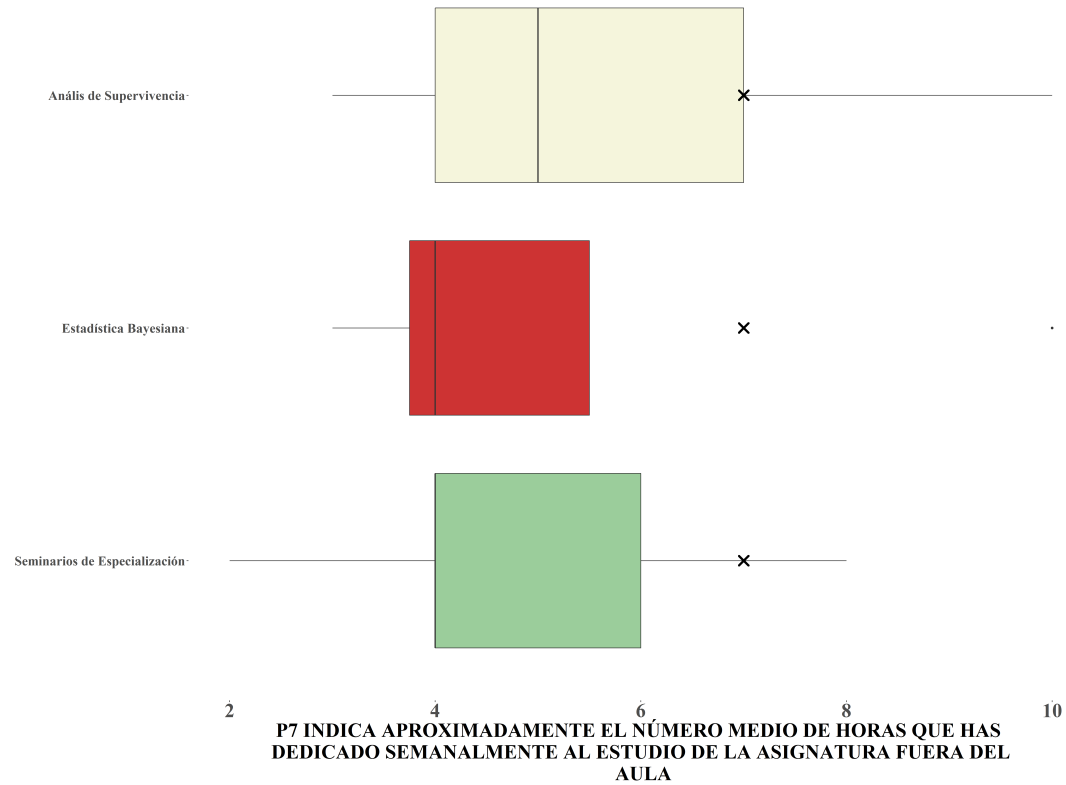 Anális de Supervivencia
Estadística Bayesiana
Seminarios de Especialización
2 4 6 8 10
P7 INDICA APROXIMADAMENTE EL NÚMERO MEDIO DE HORAS QUE HAS
DEDICADO SEMANALMENTE AL ESTUDIO DE LA ASIGNATURA FUERA DEL
AULA